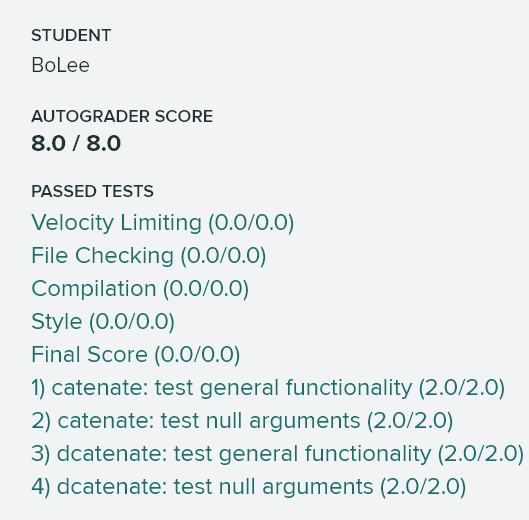 STUDENT
BoLee
AUTOGRADER SCORE
8.0 / 8.0
PASSED TESTS
Velocity Limiting (0.0/0.0)
File Checking (0.0/0.0)
Compilation (0.0/0.0)
Style (0.0/0.0)
Final Score (0.0/0.0)
1) catenate: test general functionality (2.0/2.0)
2) catenate: test null arguments (2.0/2.0)
3) dcatenate: test general functionality (2.0/2.0)
4) dcatenate: test null arguments (2.0/2.0)